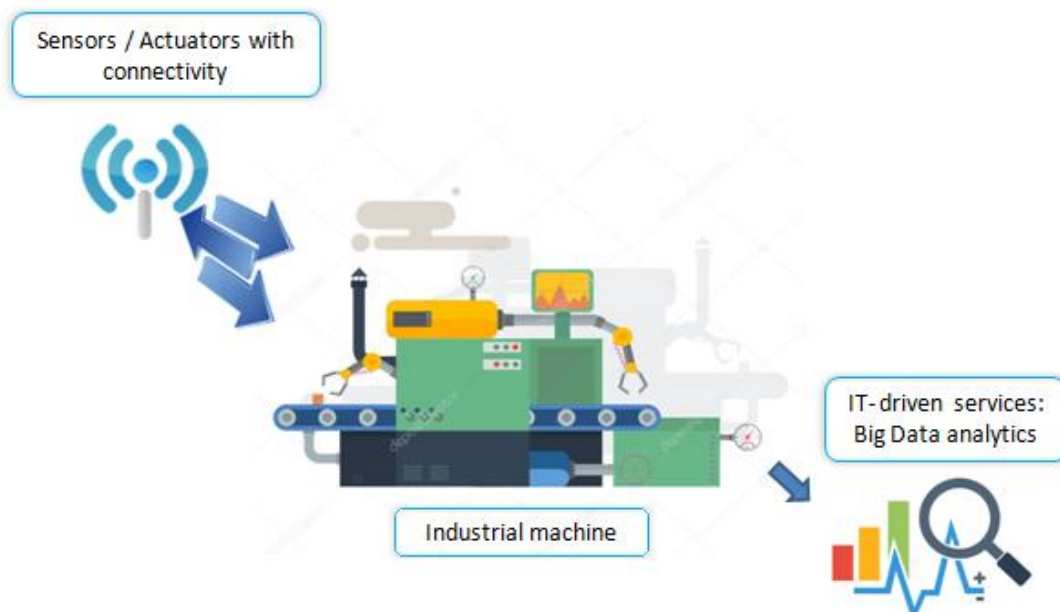 Sensors / Actuators with
connectivity
IT-driven services:
Big Data analytics
Industrial machine